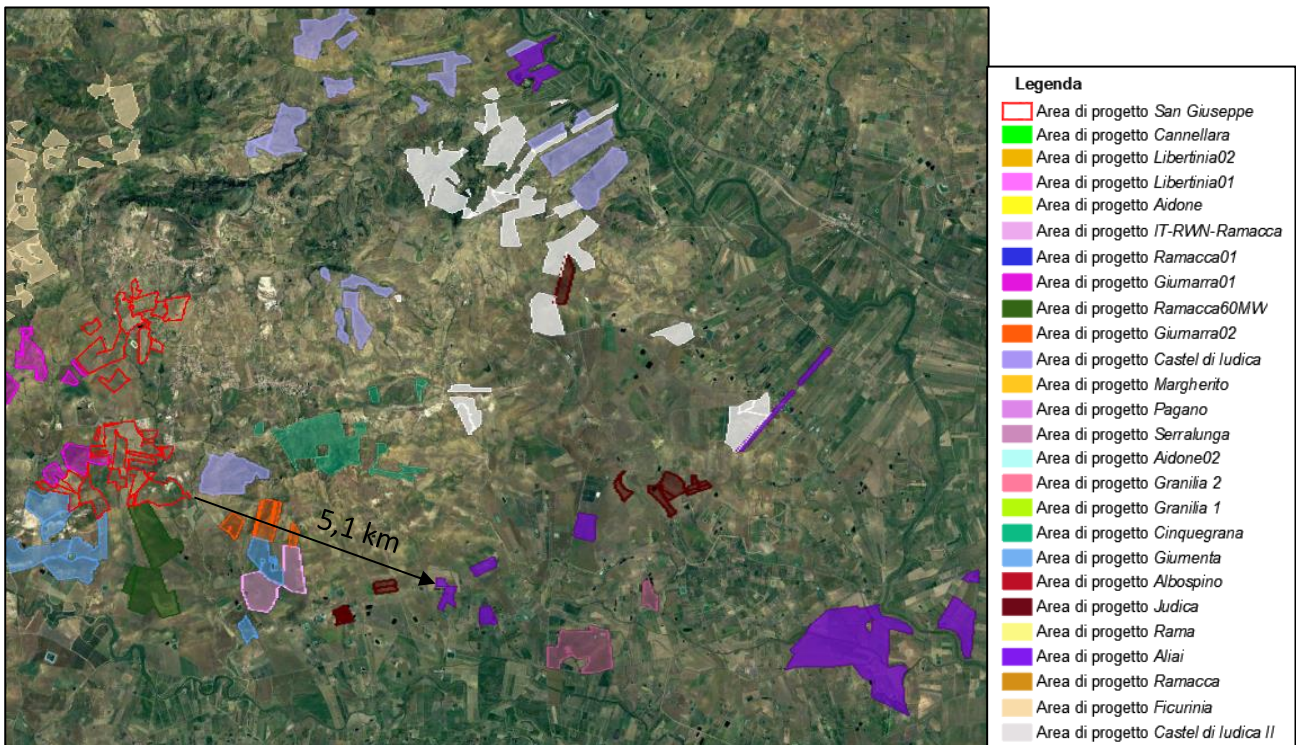 5,1 km
Legenda
Area di progetto San Giuseppe
Area di progetto Cannellara
Area di progetto Libertinia02
Area di progetto Libertinia01
Area di progetto Aidone
Area di progetto IT-RWN-Ramacca
Area di progetto Ramacca01
Area di progetto Giumarra01
Area di progetto Ramacca60MW
Area di progetto Giumarra02
Area di progetto Castel di Iudica
Area di progetto Margherito
Area di progetto Pagano
Area di progetto Serralunga
Area di progetto Aidone02
Area di progetto Granilia 2
Area di progetto Granilia 1
Area di progetto Cinquegrana
Area di progetto Giumenta
Area di progetto Albospino
Area di progetto Judica
Area di progetto Rama
Area di progetto Aliai
Area di progetto Ramacca
Area di progetto Ficurinia
Area di progetto Castel di Iudica II